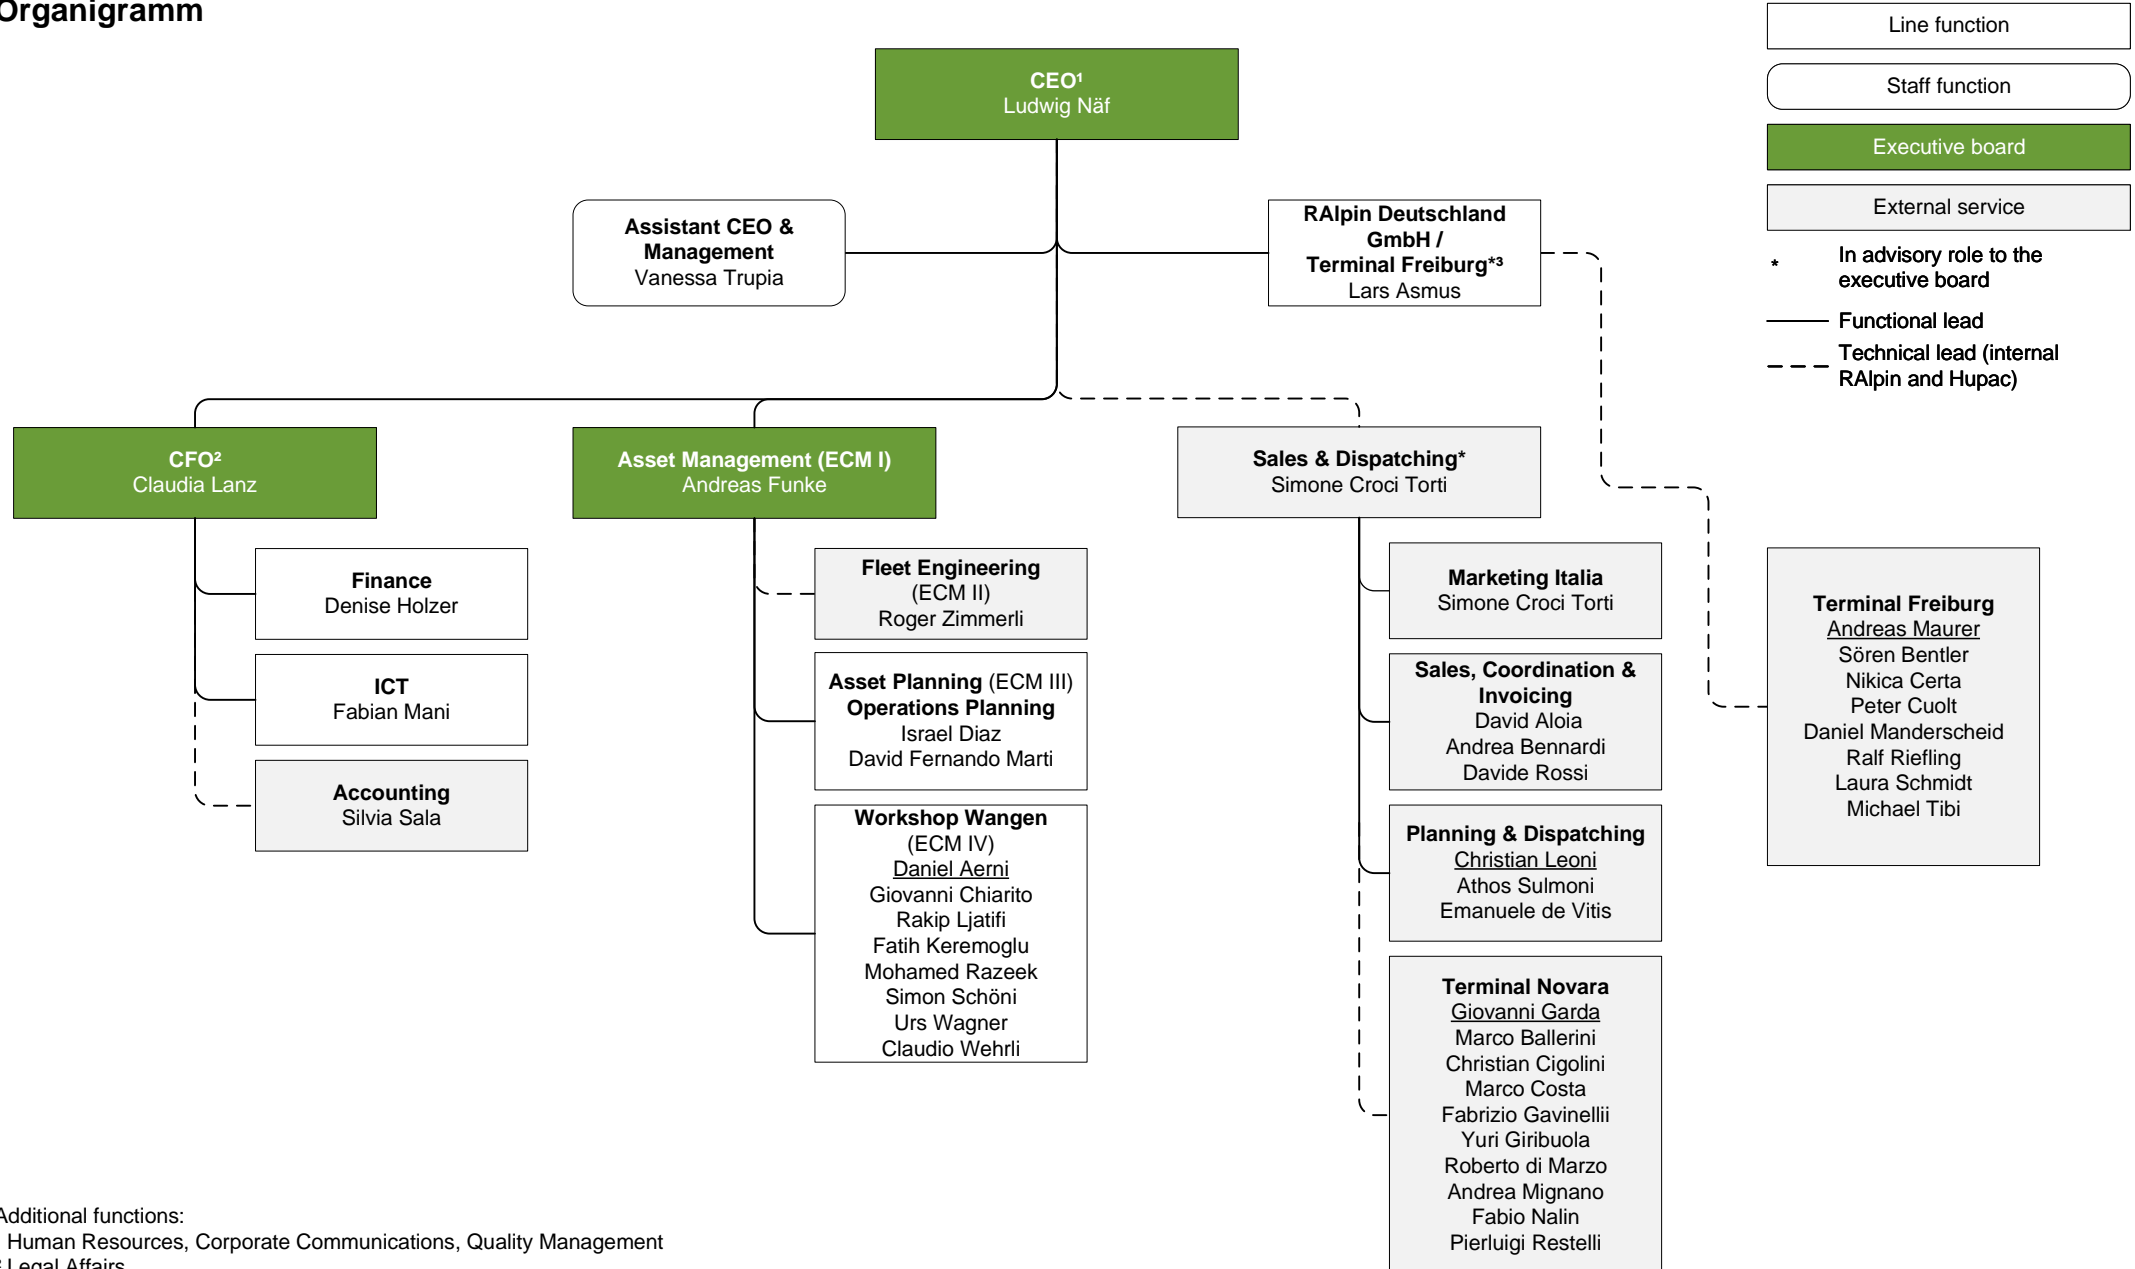 Organigramm
CEO¹
Ludwig Näf
Assistant CEO &
Management
Vanessa Trupia
RAlpin Deutschland
GmbH /
Terminal Freiburg*³
Lars Asmus
Line function
Staff function
Executive board
External service
* In advisory role to the
executive board
Functional lead
Technical lead (internal
RAlpin and Hupac)
CFO²
Claudia Lanz
Finance
Denise Holzer
ICT
Fabian Mani
Accounting
Silvia Sala
Asset Management (ECM I)
Andreas Funke
Fleet Engineering
(ECM II)
Roger Zimmerli
Asset Planning (ECM III)
Operations Planning
Israel Diaz
David Fernando Marti
Workshop Wangen
(ECM IV)
Daniel Aerni
Giovanni Chiarito
Rakip Ljatifi
Fatih Keremoglu
Mohamed Razeek
Simon Schöni
Urs Wagner
Claudio Wehrli
Sales & Dispatching*
Simone Croci Torti
Marketing Italia
Simone Croci Torti
Sales, Coordination &
Invoicing
David Aloia
Andrea Bennardi
Davide Rossi
Planning & Dispatching
Christian Leoni
Athos Sulmoni
Emanuele de Vitis
Terminal Novara
Giovanni Garda
Marco Ballerini
Christian Cigolini
Marco Costa
Fabrizio Gavinellii
Yuri Giribuola
Roberto di Marzo
Andrea Mignano
Fabio Nalin
Pierluigi Restelli
Terminal Freiburg
Andreas Maurer
Sören Bentler
Nikica Certa
Peter Cuolt
Daniel Manderscheid
Ralf Riefling
Laura Schmidt
Michael Tibi
Additional functions:
Human Resources, Corporate Communications, Quality Management
² Legal Affairs